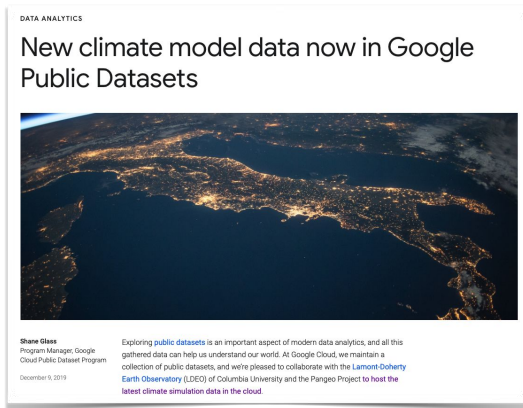 DATA ANALYTICS
New climate model data now in Google
Public Datasets
Shane Glass
Program Manager, Google
Cloud Public Dataset Program
December 9, 2019
Exploring public datasets is an important aspect of modern data analytics, and all this
gathered data can help us understand our world. At Google Cloud, we maintain a
collection of public datasets, and we're pleased to collaborate with the Lamont-Doherty
Earth Observatory (LDEO) of Columbia University and the Pangeo Project to host the
latest climate simulation data in the cloud.